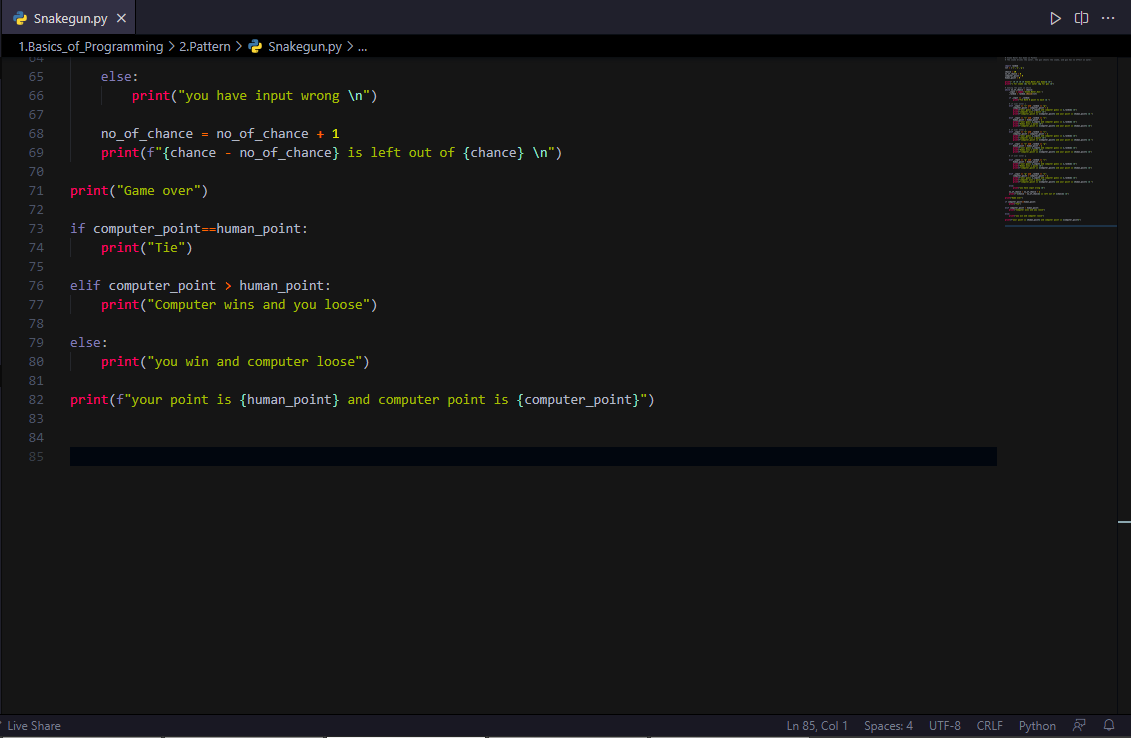 Snakegun.py
1.Basics_of_Programming > 2.Pattern > Snakegun.py > ...
64
65 else:
66 print("you have input wrong \n")
67
68 no_of_chance = no_of_chance + 1
69 print(f"{chance - no_of_chance} is left out of {chance} \n")
70
71 print("Game over")
72
73 if computer_point==human_point:
74 print("Tie")
75
76 elif computer_point > human_point:
77 print("Computer wins and you loose")
78
79 else:
80 print("you win and computer loose")
81
82 print(f"your point is {human_point} and computer point is {computer_point}")
83
84
85
Live Share Ln 85, Col 1 Spaces: 4 UTF-8 CRLF Python